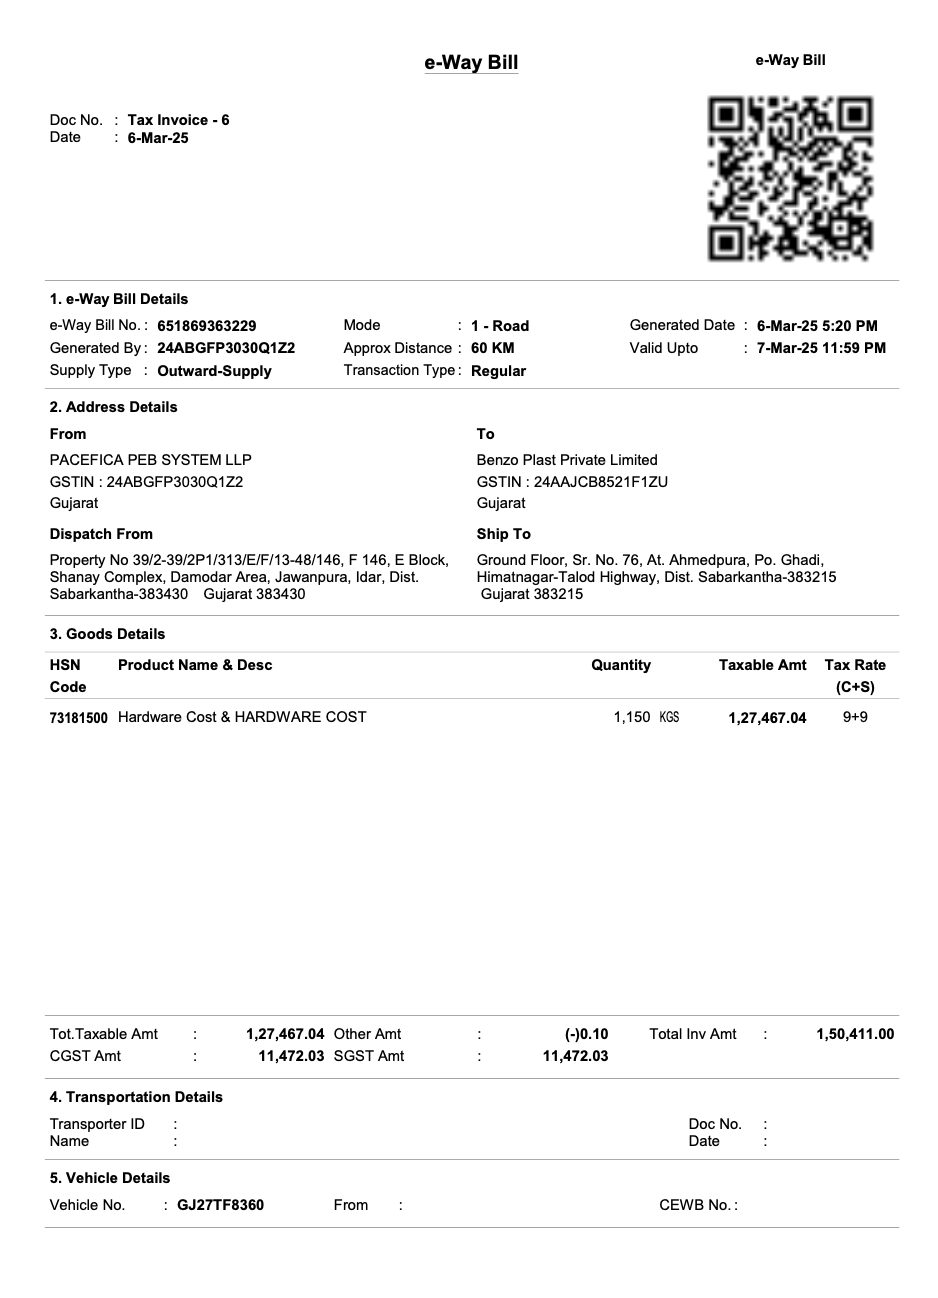 e-Way Bill
e-Way Bill
Doc No. : Tax Invoice - 6
Date : 6-Mar-25
1. e-Way Bill Details
e-Way Bill No. : 651869363229 Mode : 1 - Road Generated Date : 6-Mar-25 5:20 PM
Generated By : 24ABGFP3030Q1Z2 Approx Distance : 60 KM Valid Upto : 7-Mar-25 11:59 PM
Supply Type : Outward-Supply Transaction Type : Regular
2. Address Details
From To
PACEFICA PEB SYSTEM LLP Benzo Plast Private Limited
GSTIN : 24ABGFP3030Q1Z2 GSTIN : 24AAJCB8521F1ZU
Gujarat Gujarat
Dispatch From Ship To
Property No 39/2-39/2P1/313/E/F/13-48/146, F 146, E Block, Ground Floor, Sr. No. 76, At. Ahmedpura, Po. Ghadi,
Shanay Complex, Damodar Area, Jawanpura, Idar, Dist. Himatnagar-Talod Highway, Dist. Sabarkantha-383215
Sabarkantha-383430 Gujarat 383430 Gujarat 383215
3. Goods Details
HSN Product Name & Desc Quantity Taxable Amt Tax Rate
Code (C+S)
73181500 Hardware Cost & HARDWARE COST 1,150 KGS 1,27,467.04 9+9
Tot.Taxable Amt : 1,27,467.04 Other Amt : (-)0.10 Total Inv Amt : 1,50,411.00
CGST Amt : 11,472.03 SGST Amt : 11,472.03
4. Transportation Details
Transporter ID : Doc No. :
Name : Date :
5. Vehicle Details
Vehicle No. : GJ27TF8360 From : CEWB No. :